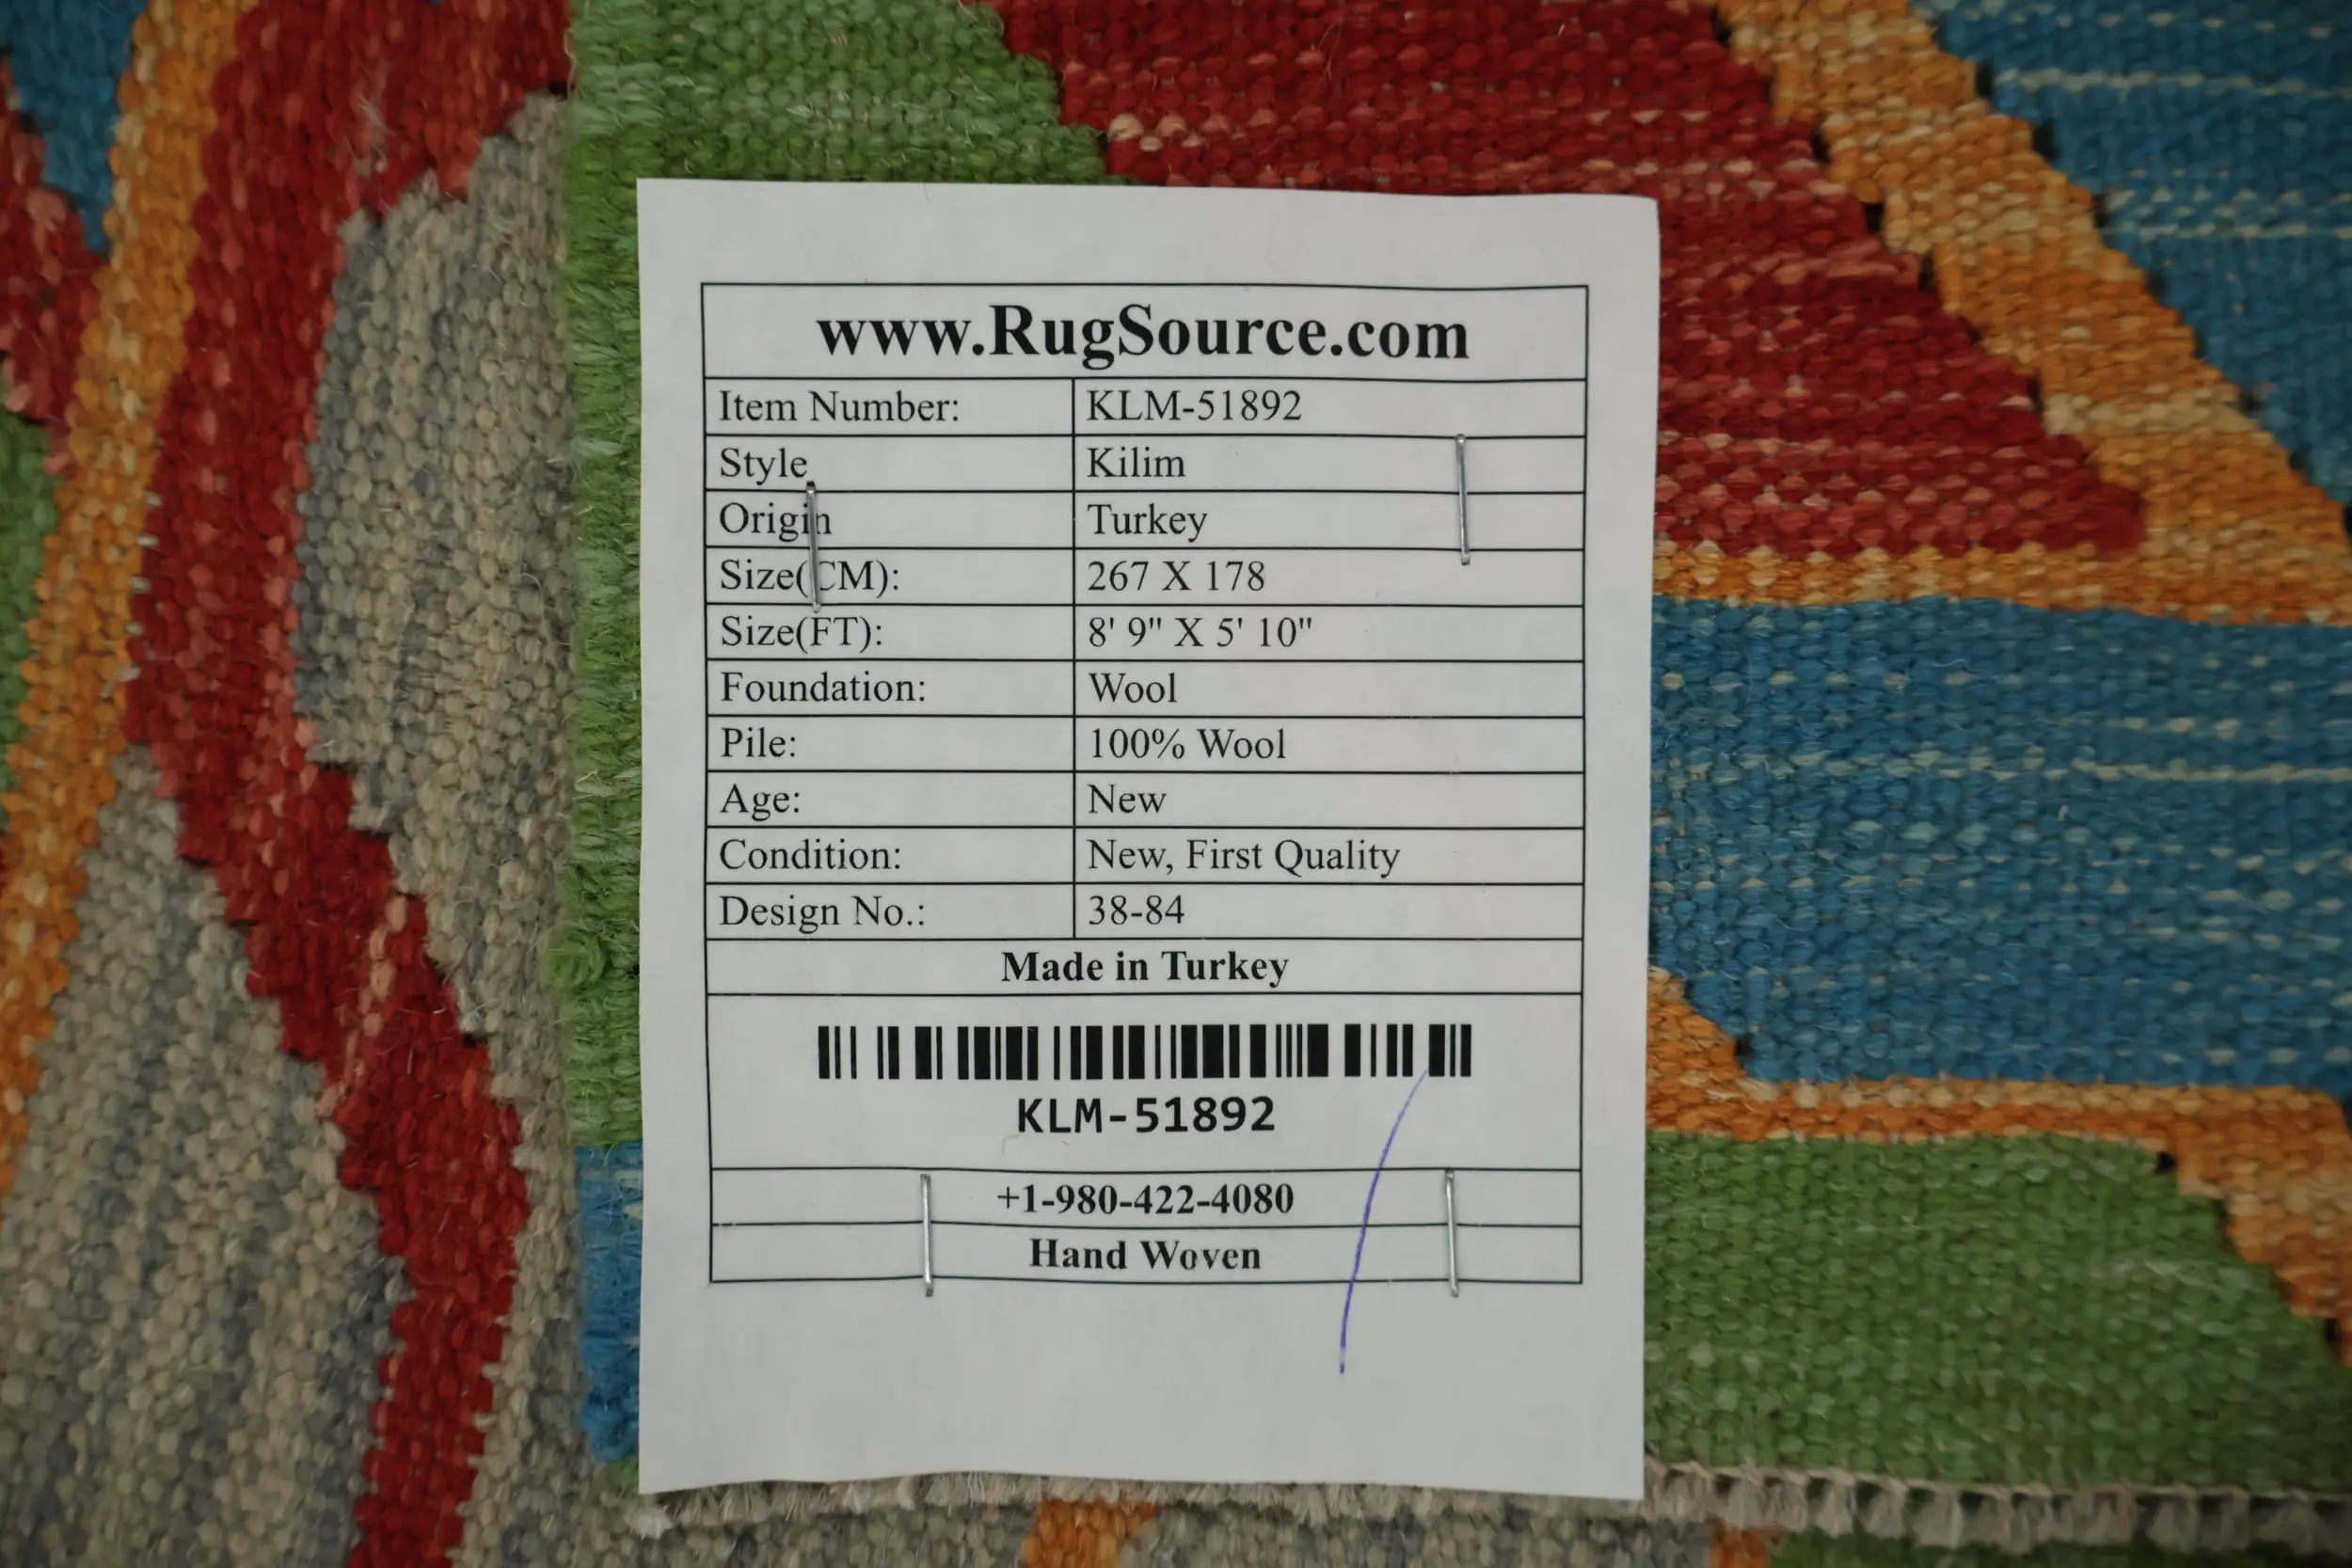 www.RugSource.com
Item Number: KLM-51892
Style Kilim
Origin Turkey
Size(CM): 267 X 178
Size(FT): 8' 9" X 5' 10"
Foundation: Wool
Pile: 100% Wool
Age: New
Condition: New, First Quality
Design No.: 38-84
Made in Turkey
KLM-51892
+1-980-422-4080
Hand Woven